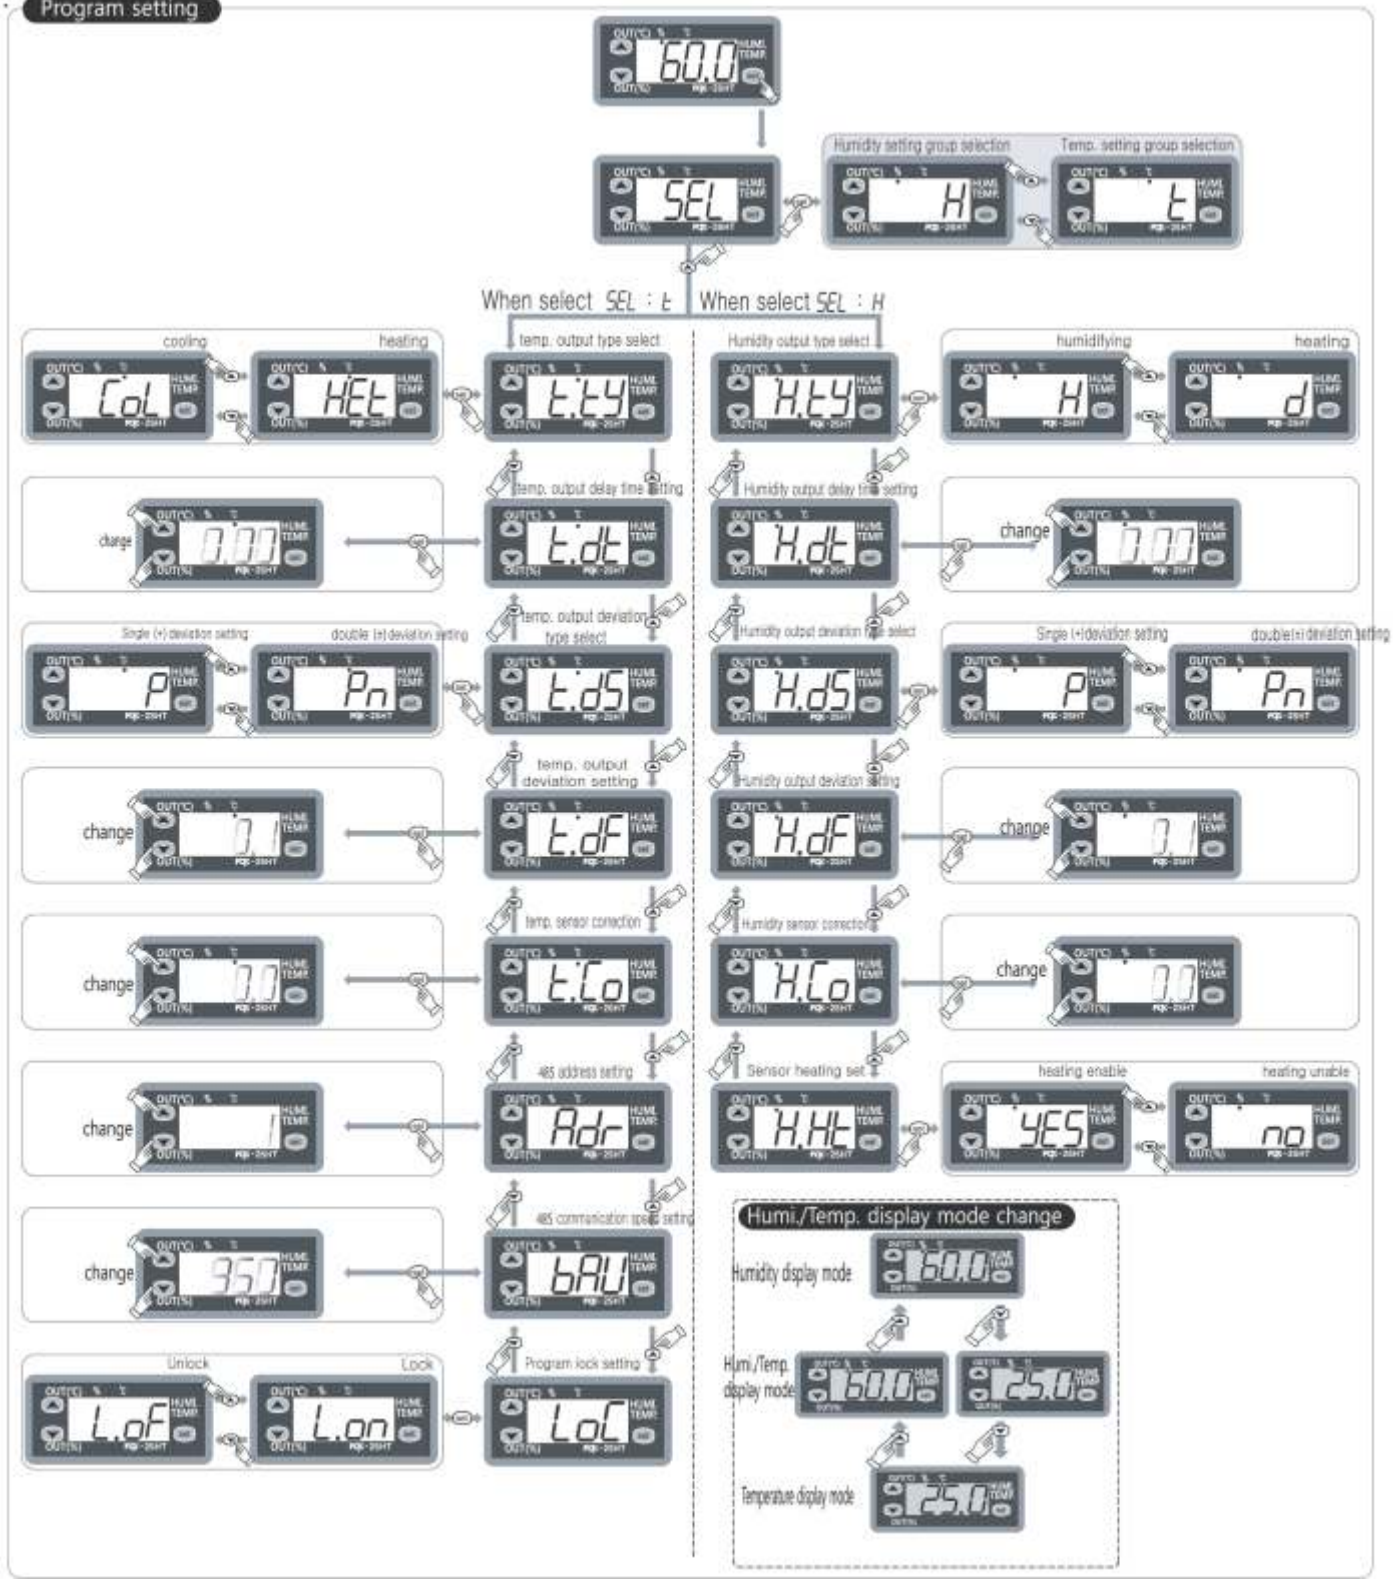 Program setting
OUT(℃) % ℃
60.0
HUMI.
TEMP.
set
OUT(%)
Humidity setting group selection Temp. setting group selection
SEL
H
t
When select SEL : t When select SEL : H
cooling heating temp. output type select Humidity output type select humidifying heating
CoL HEt t.ty H.ty H d
temp. output delay time setting Humidity output delay time setting
change 0.00 t.dt H.dt change 0.00
Single (+) deviation setting double (±) deviation setting temp. output deviation
type select Humidity output deviation type select Single (+) deviation setting double(±) deviation setting
P Pn t.dS H.dS P Pn
temp. output
deviation setting Humidity output deviation setting
change 0.1 t.dF H.dF change 0.1
temp. sensor correction Humidity sensor correction
change 0.0 t.Co H.Co change 0.0
485 address setting Sensor heating set heating enable heating unable
change 1 Adr H.Ht yES no
485 communication speed setting
change bAU
Unlock Lock Program lock setting
L.oF L.on LoC
Humi./Temp. display mode change
Humidity display mode 60.0
Humi./Temp.
display mode 60.0 25.0
Temperature display mode 25.0